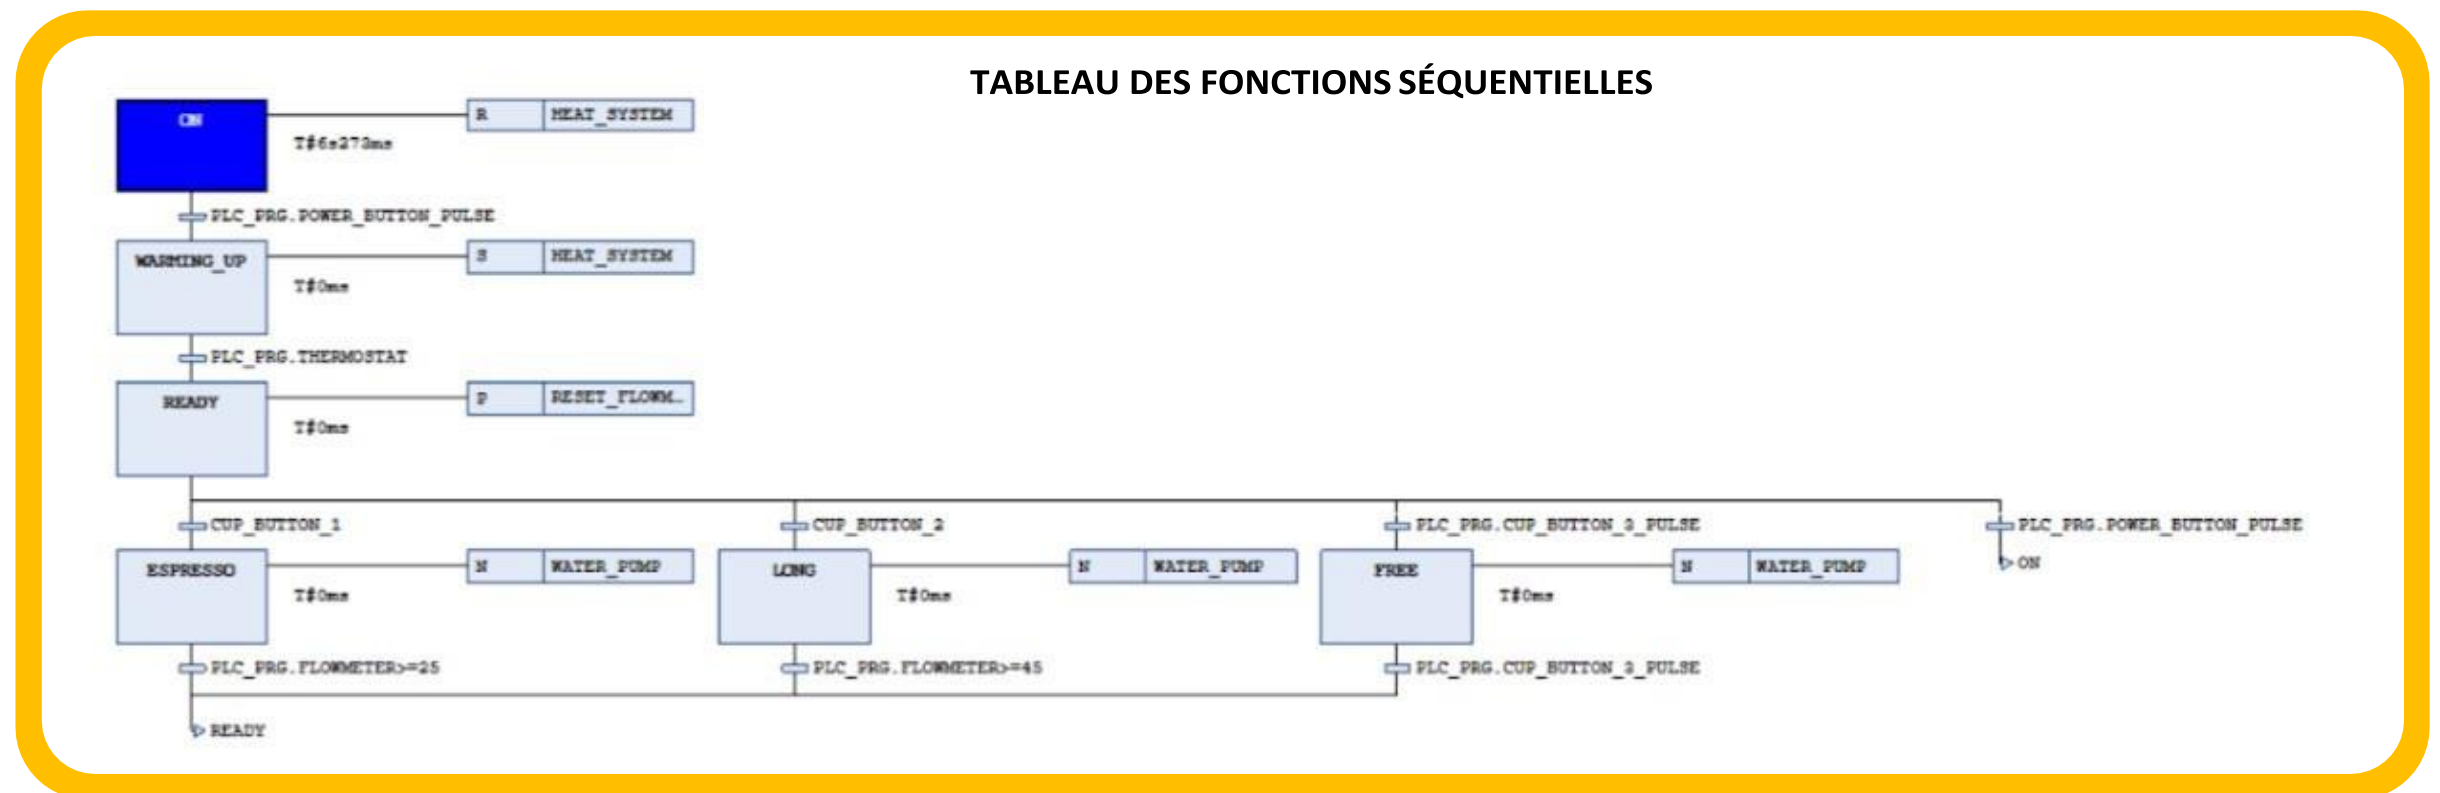 TABLEAU DES FONCTIONS SÉQUENTIELLES
ON
R HEAT_SYSTEM
T#6s273ms
PLC_PRG.POWER_BUTTON_PULSE
WARMING_UP
S HEAT_SYSTEM
T#0ms
PLC_PRG.THERMOSTAT
READY
P RESET_FLOWM...
T#0ms
CUP_BUTTON_1
CUP_BUTTON_2
PLC_PRG.CUP_BUTTON_3_PULSE
PLC_PRG.POWER_BUTTON_PULSE
ESPRESSO
N WATER_PUMP
LONG
N WATER_PUMP
FREE
N WATER_PUMP
ON
T#0ms
T#0ms
T#0ms
PLC_PRG.FLOWMETER>=25
PLC_PRG.FLOWMETER>=45
PLC_PRG.CUP_BUTTON_3_PULSE
READY